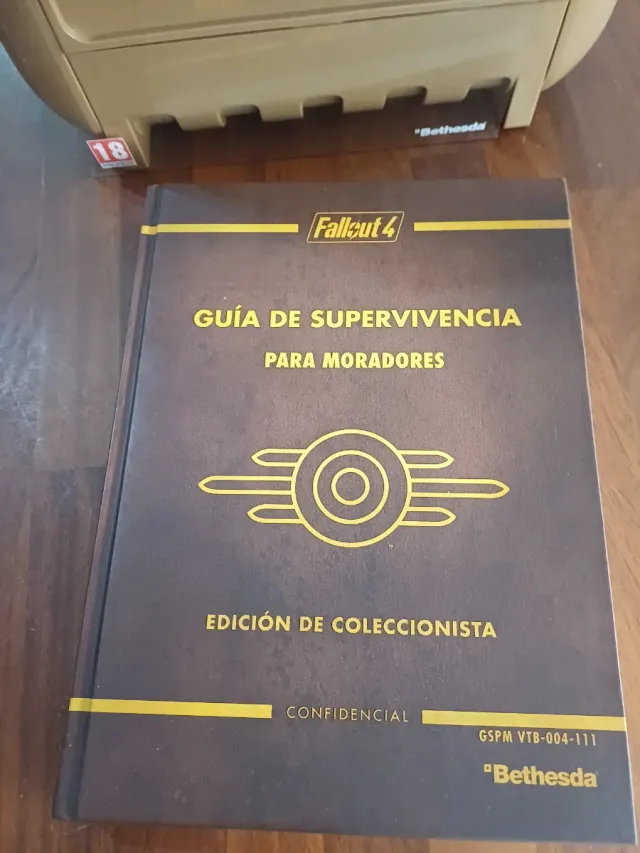 Bethesda
18
Fallout 4
GUÍA DE SUPERVIVENCIA
PARA MORADORES
EDICIÓN DE COLECCIONISTA
CONFIDENCIAL
GSPM VTB-004-111
Bethesda